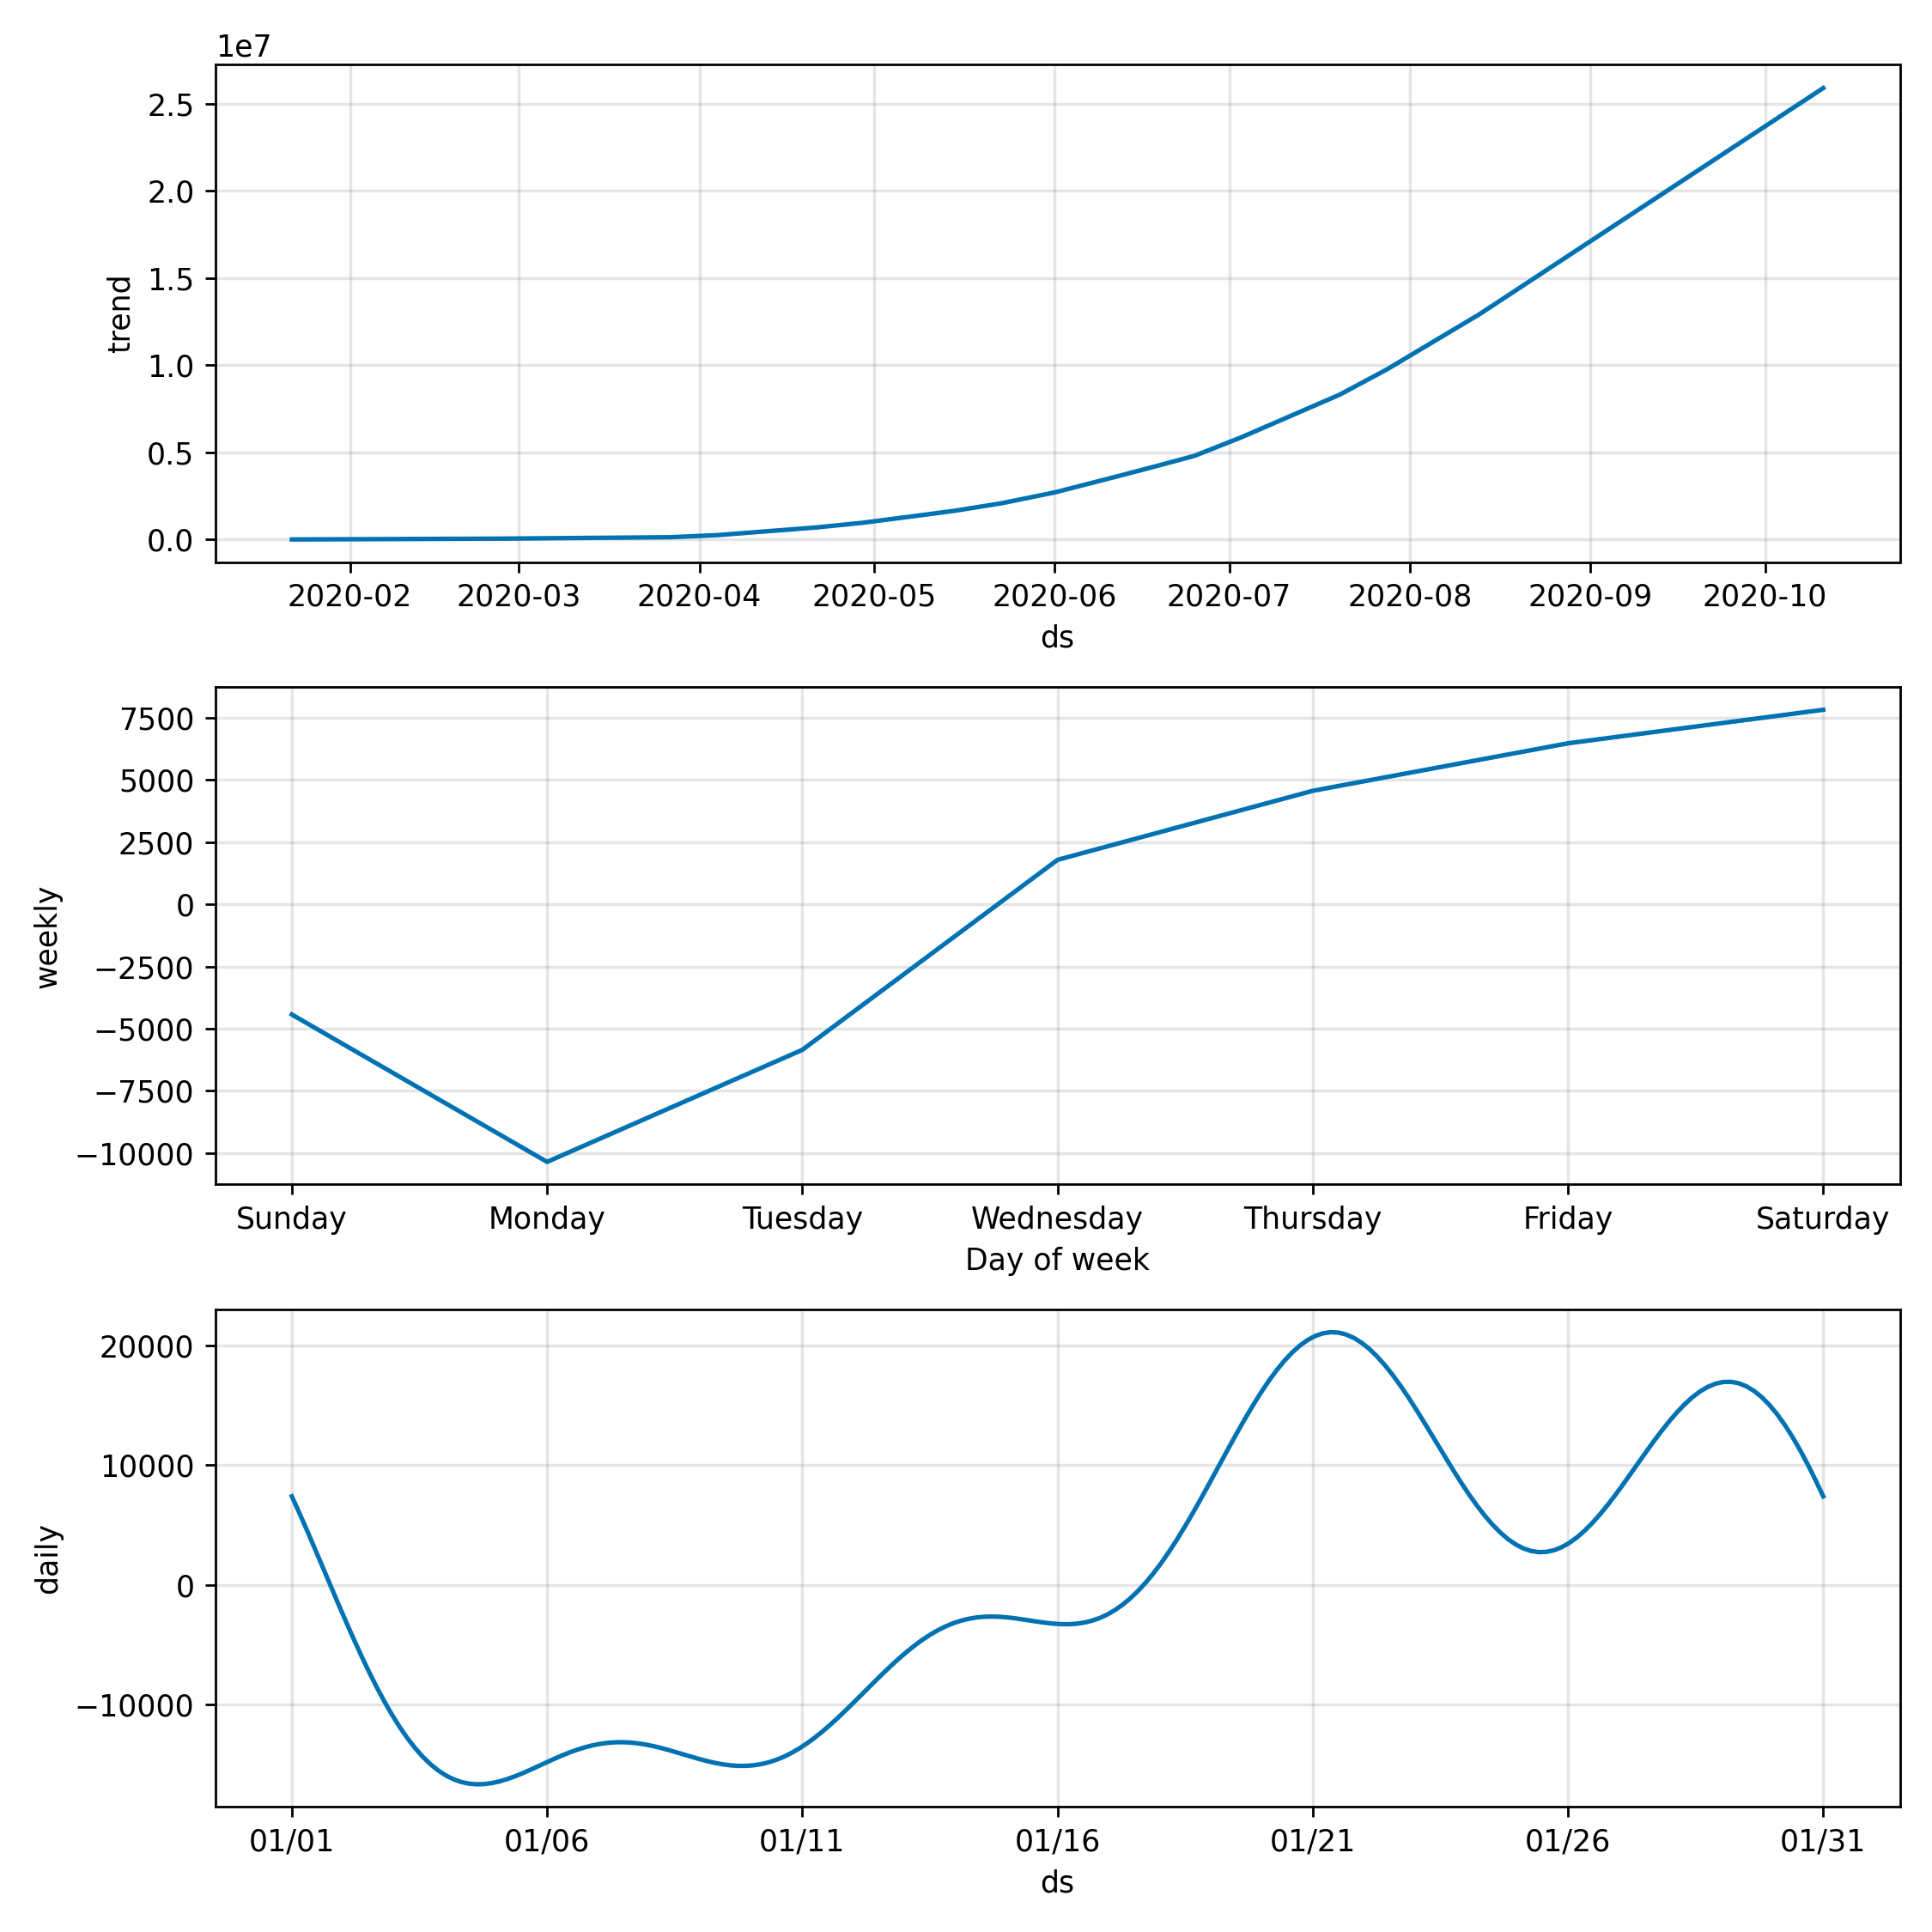 1e7
2.5
2.0
1.5
1.0
0.5
0.0
trend
2020-02 2020-03 2020-04 2020-05 2020-06 2020-07 2020-08 2020-09 2020-10
ds
7500
5000
2500
0
−2500
−5000
−7500
−10000
weekly
Sunday Monday Tuesday Wednesday Thursday Friday Saturday
Day of week
20000
10000
0
−10000
daily
01/01 01/06 01/11 01/16 01/21 01/26 01/31
ds